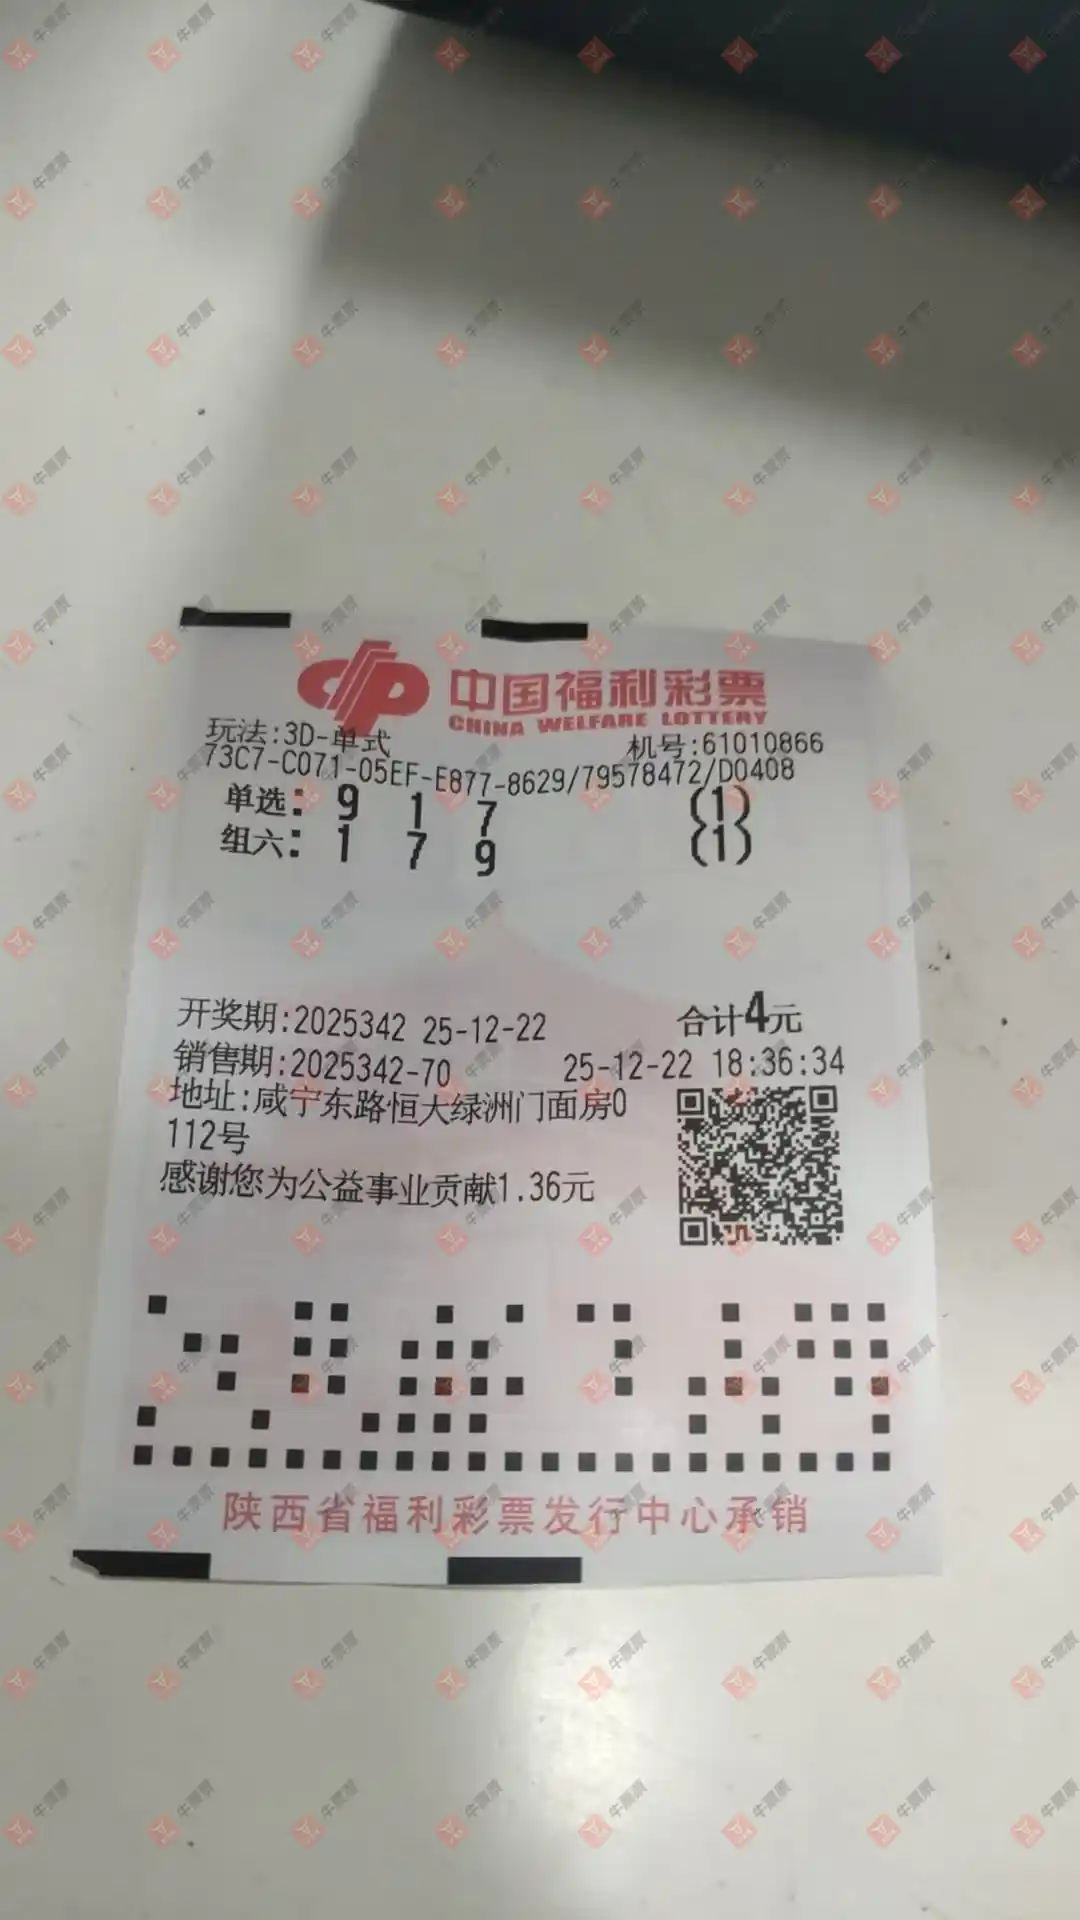 中国福利彩票
CHINA WELFARE LOTTERY
玩法:3D-单式 机号:61010866
73C7-C071-05EF-E877-8629/79578472/D0408
单选: 9 1 7 (1)
组六: 1 7 9 (1)
开奖期:2025342 25-12-22 合计4元
销售期:2025342-70 25-12-22 18:36:34
地址:咸宁东路恒大绿洲门面房0
112号
感谢您为公益事业贡献1.36元
陕西省福利彩票发行中心承销
牛票票